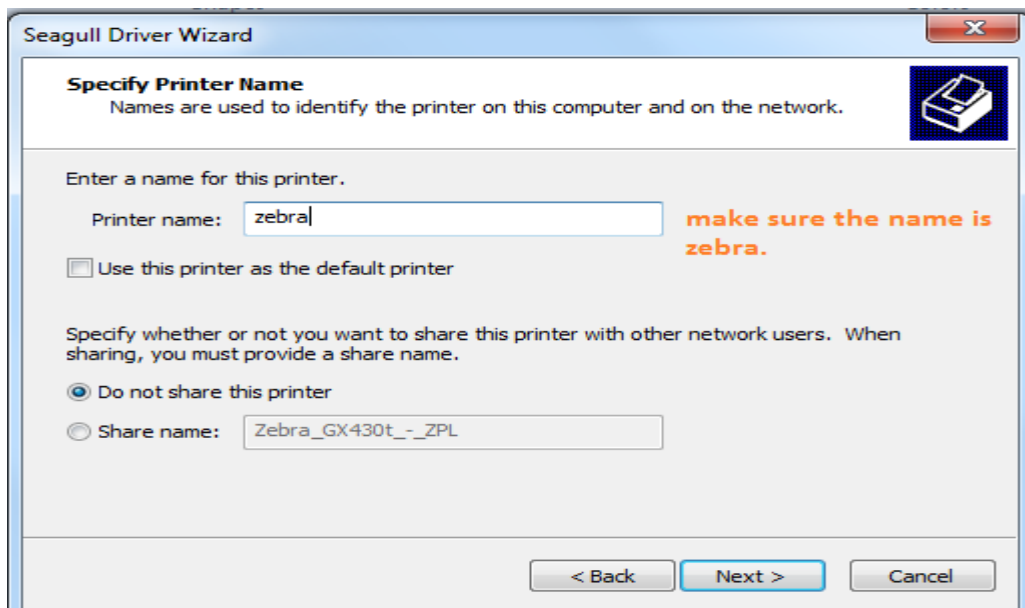 Seagull Driver Wizard
Specify Printer Name
Names are used to identify the printer on this computer and on the network.
Enter a name for this printer.
Printer name: zebra
make sure the name is
zebra.
Use this printer as the default printer
Specify whether or not you want to share this printer with other network users. When
sharing, you must provide a share name.
Do not share this printer
Share name: Zebra_GX430t_-_ZPL
< Back Next > Cancel